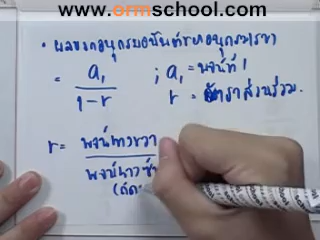 www.ormschool.com
• ผลบวกอนุกรมอนันต์ของอนุกรมเรขา
= a₁ / (1-r) ; a₁ = พจน์ที่ 1
r = อัตราส่วนร่วม
r = พจน์ทางขวา
พจน์ทางซ้